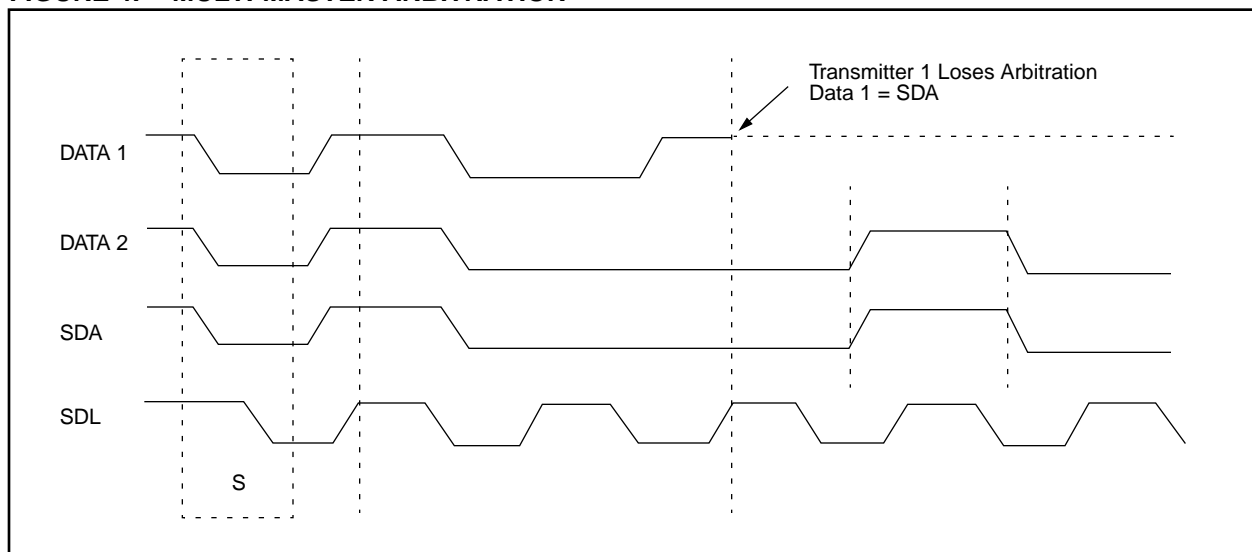 Transmitter 1 Loses Arbitration
Data 1 = SDA
DATA 1
DATA 2
SDA
SDL
S